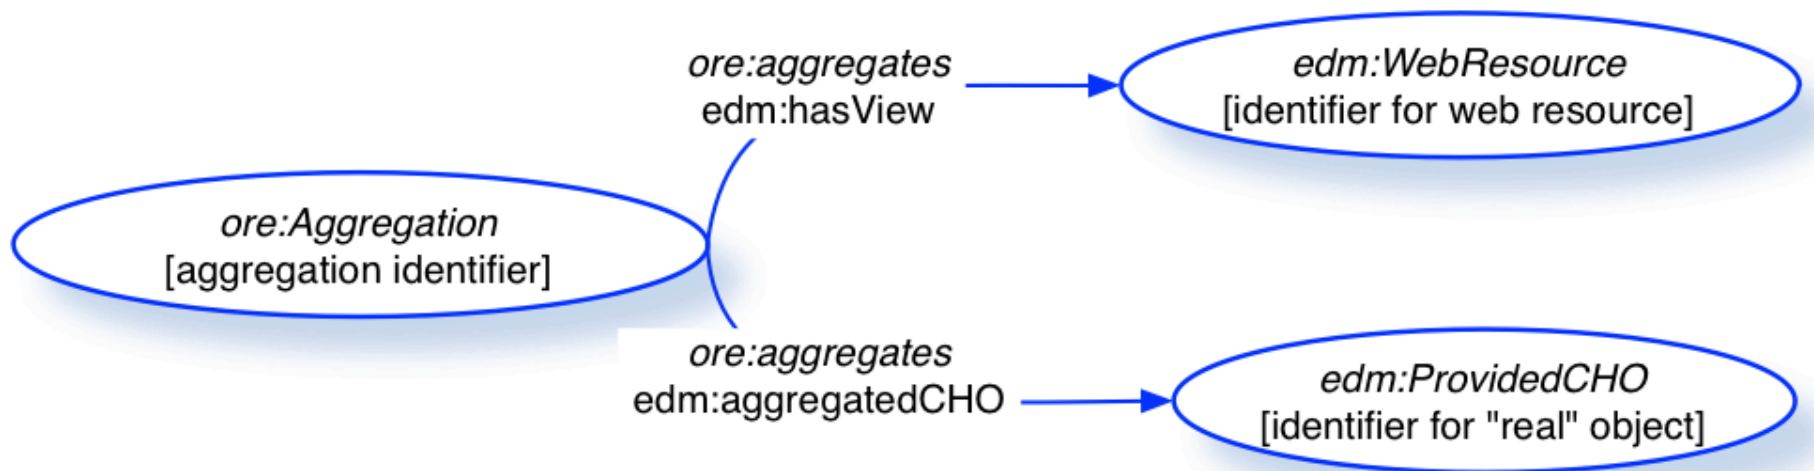 ore:aggregates
edm:hasView
edm:WebResource
[identifier for web resource]
ore:Aggregation
[aggregation identifier]
ore:aggregates
edm:aggregatedCHO
edm:ProvidedCHO
[identifier for "real" object]